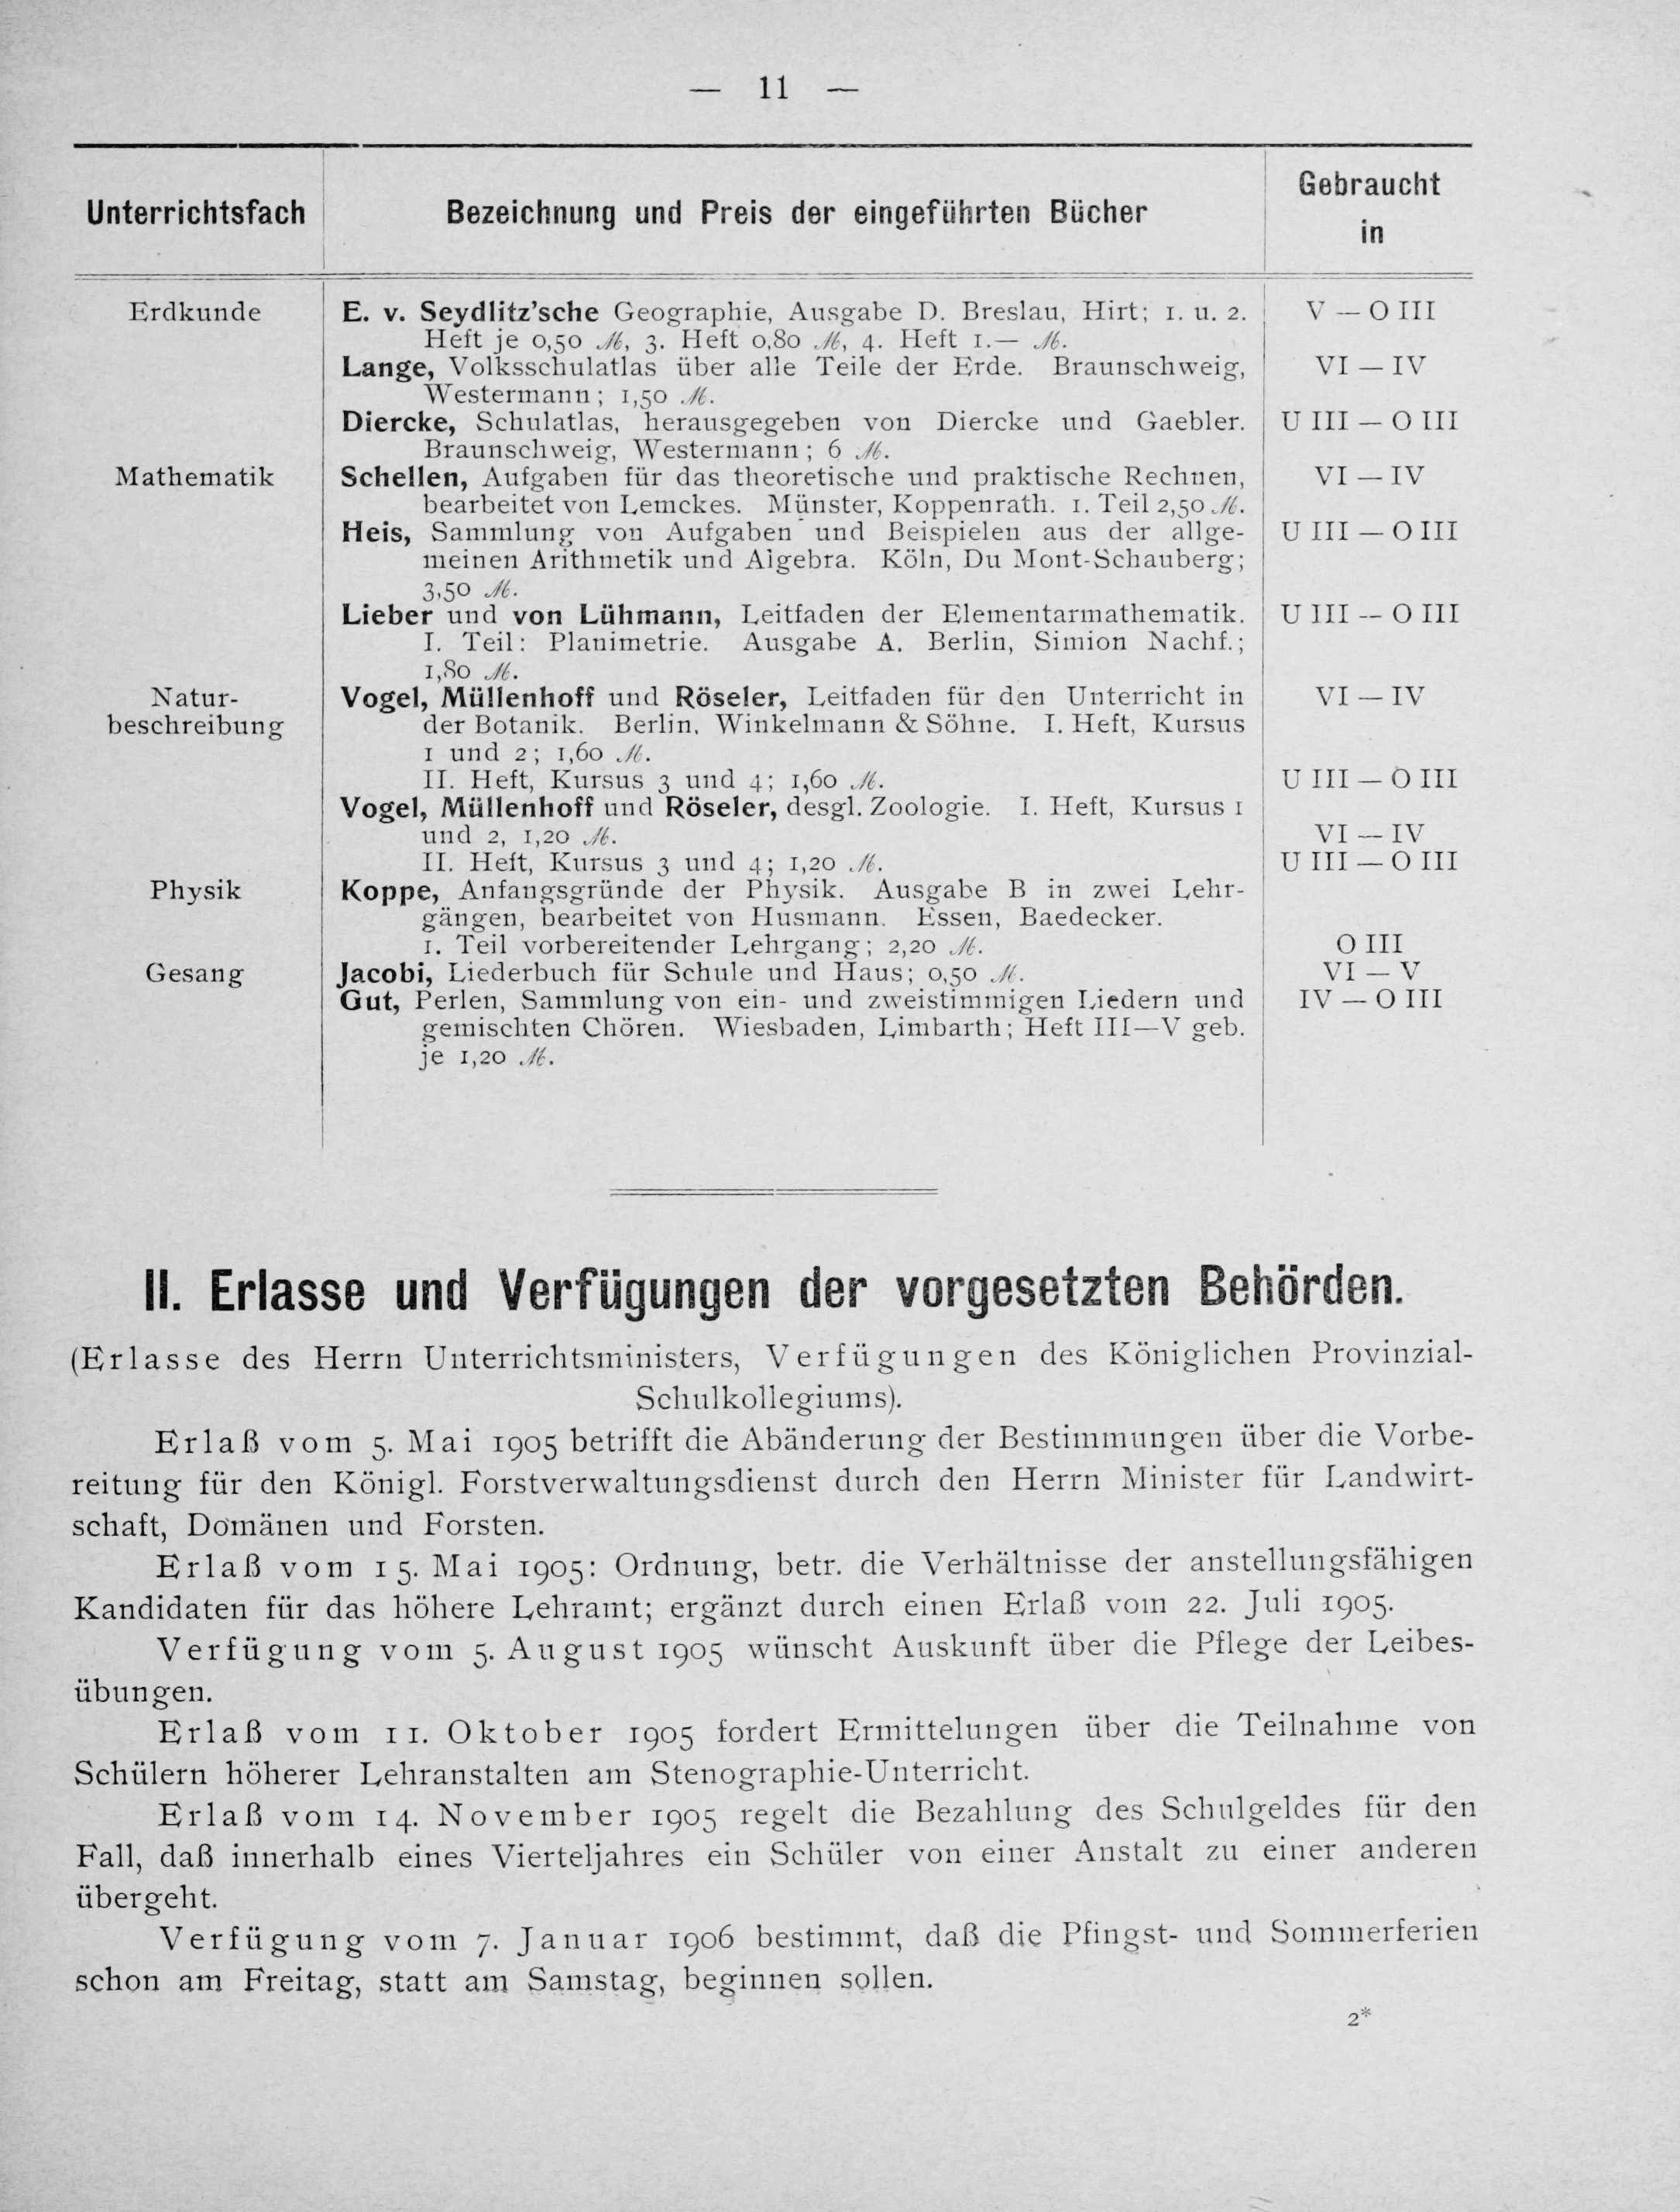 — 11 —
Unterrichtsfach Bezeichnung und Preis der eingeführten Bücher Gebraucht in
Erdkunde E. v. Seydlitz'sche Geographie, Ausgabe D. Breslau, Hirt; 1. u. 2. V — O III
Heft je 0,50 ℳ, 3. Heft 0,80 ℳ, 4. Heft 1.— ℳ.
Lange, Volksschulatlas über alle Teile der Erde. Braunschweig, VI — IV
Westermann; 1,50 ℳ.
Diercke, Schulatlas, herausgegeben von Diercke und Gaebler. U III — O III
Braunschweig, Westermann; 6 ℳ.
Mathematik Schellen, Aufgaben für das theoretische und praktische Rechnen, VI — IV
bearbeitet von Lemckes. Münster, Koppenrath. 1. Teil 2,50 ℳ.
Heis, Sammlung von Aufgaben und Beispielen aus der allge- U III — O III
meinen Arithmetik und Algebra. Köln, Du Mont-Schauberg;
3,50 ℳ.
Lieber und von Lühmann, Leitfaden der Elementarmathematik. U III — O III
I. Teil: Planimetrie. Ausgabe A. Berlin, Simion Nachf.;
1,80 ℳ.
Natur- Vogel, Müllenhoff und Röseler, Leitfaden für den Unterricht in VI — IV
beschreibung der Botanik. Berlin, Winkelmann & Söhne. I. Heft, Kursus
1 und 2; 1,60 ℳ.
II. Heft, Kursus 3 und 4; 1,60 ℳ. U III — O III
Vogel, Müllenhoff und Röseler, desgl. Zoologie. I. Heft, Kursus 1
und 2, 1,20 ℳ. VI — IV
II. Heft, Kursus 3 und 4; 1,20 ℳ. U III — O III
Physik Koppe, Anfangsgründe der Physik. Ausgabe B in zwei Lehr-
gängen, bearbeitet von Husmann. Essen, Baedecker.
1. Teil vorbereitender Lehrgang; 2,20 ℳ. O III
Gesang Jacobi, Liederbuch für Schule und Haus; 0,50 ℳ. VI — V
Gut, Perlen, Sammlung von ein- und zweistimmigen Liedern und IV — O III
gemischten Chören. Wiesbaden, Limbarth; Heft III—V geb.
je 1,20 ℳ.
II. Erlasse und Verfügungen der vorgesetzten Behörden.
(Erlasse des Herrn Unterrichtsministers, Verfügungen des Königlichen Provinzial-
Schulkollegiums).
Erlaß vom 5. Mai 1905 betrifft die Abänderung der Bestimmungen über die Vorbe-
reitung für den Königl. Forstverwaltungsdienst durch den Herrn Minister für Landwirt-
schaft, Domänen und Forsten.
Erlaß vom 15. Mai 1905: Ordnung, betr. die Verhältnisse der anstellungsfähigen
Kandidaten für das höhere Lehramt; ergänzt durch einen Erlaß vom 22. Juli 1905.
Verfügung vom 5. August 1905 wünscht Auskunft über die Pflege der Leibes-
übungen.
Erlaß vom 11. Oktober 1905 fordert Ermittelungen über die Teilnahme von
Schülern höherer Lehranstalten am Stenographie-Unterricht.
Erlaß vom 14. November 1905 regelt die Bezahlung des Schulgeldes für den
Fall, daß innerhalb eines Vierteljahres ein Schüler von einer Anstalt zu einer anderen
übergeht.
Verfügung vom 7. Januar 1906 bestimmt, daß die Pfingst- und Sommerferien
schon am Freitag, statt am Samstag, beginnen sollen.
2*